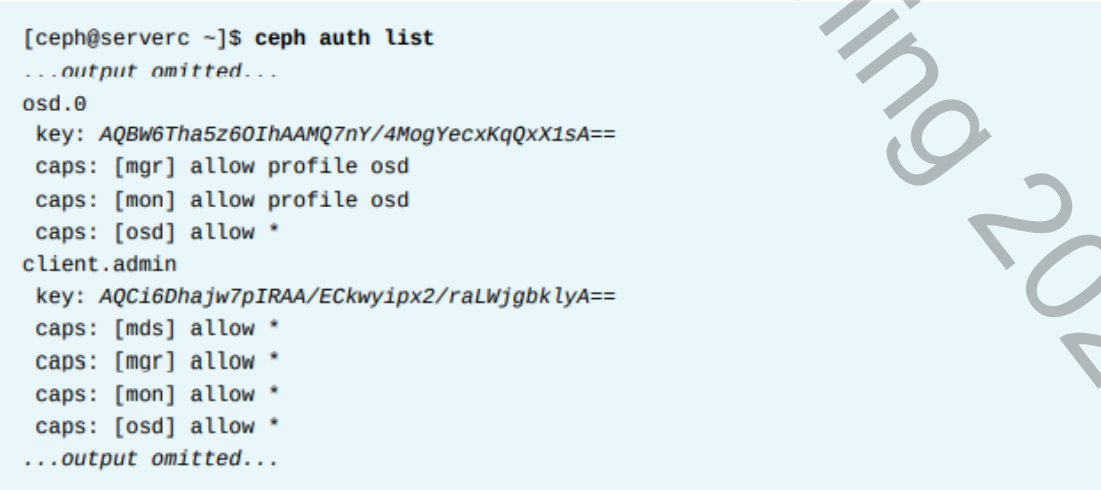 [ceph@serverc ~]$ ceph auth list
...output omitted...
osd.0
 key: AQBW6Tha5z6OIhAAMQ7nY/4MogYecxKqQxX1sA==
 caps: [mgr] allow profile osd
 caps: [mon] allow profile osd
 caps: [osd] allow *
client.admin
 key: AQCi6Dhajw7pIRAA/ECkwyipx2/raLWjgbklyA==
 caps: [mds] allow *
 caps: [mgr] allow *
 caps: [mon] allow *
 caps: [osd] allow *
...output omitted...